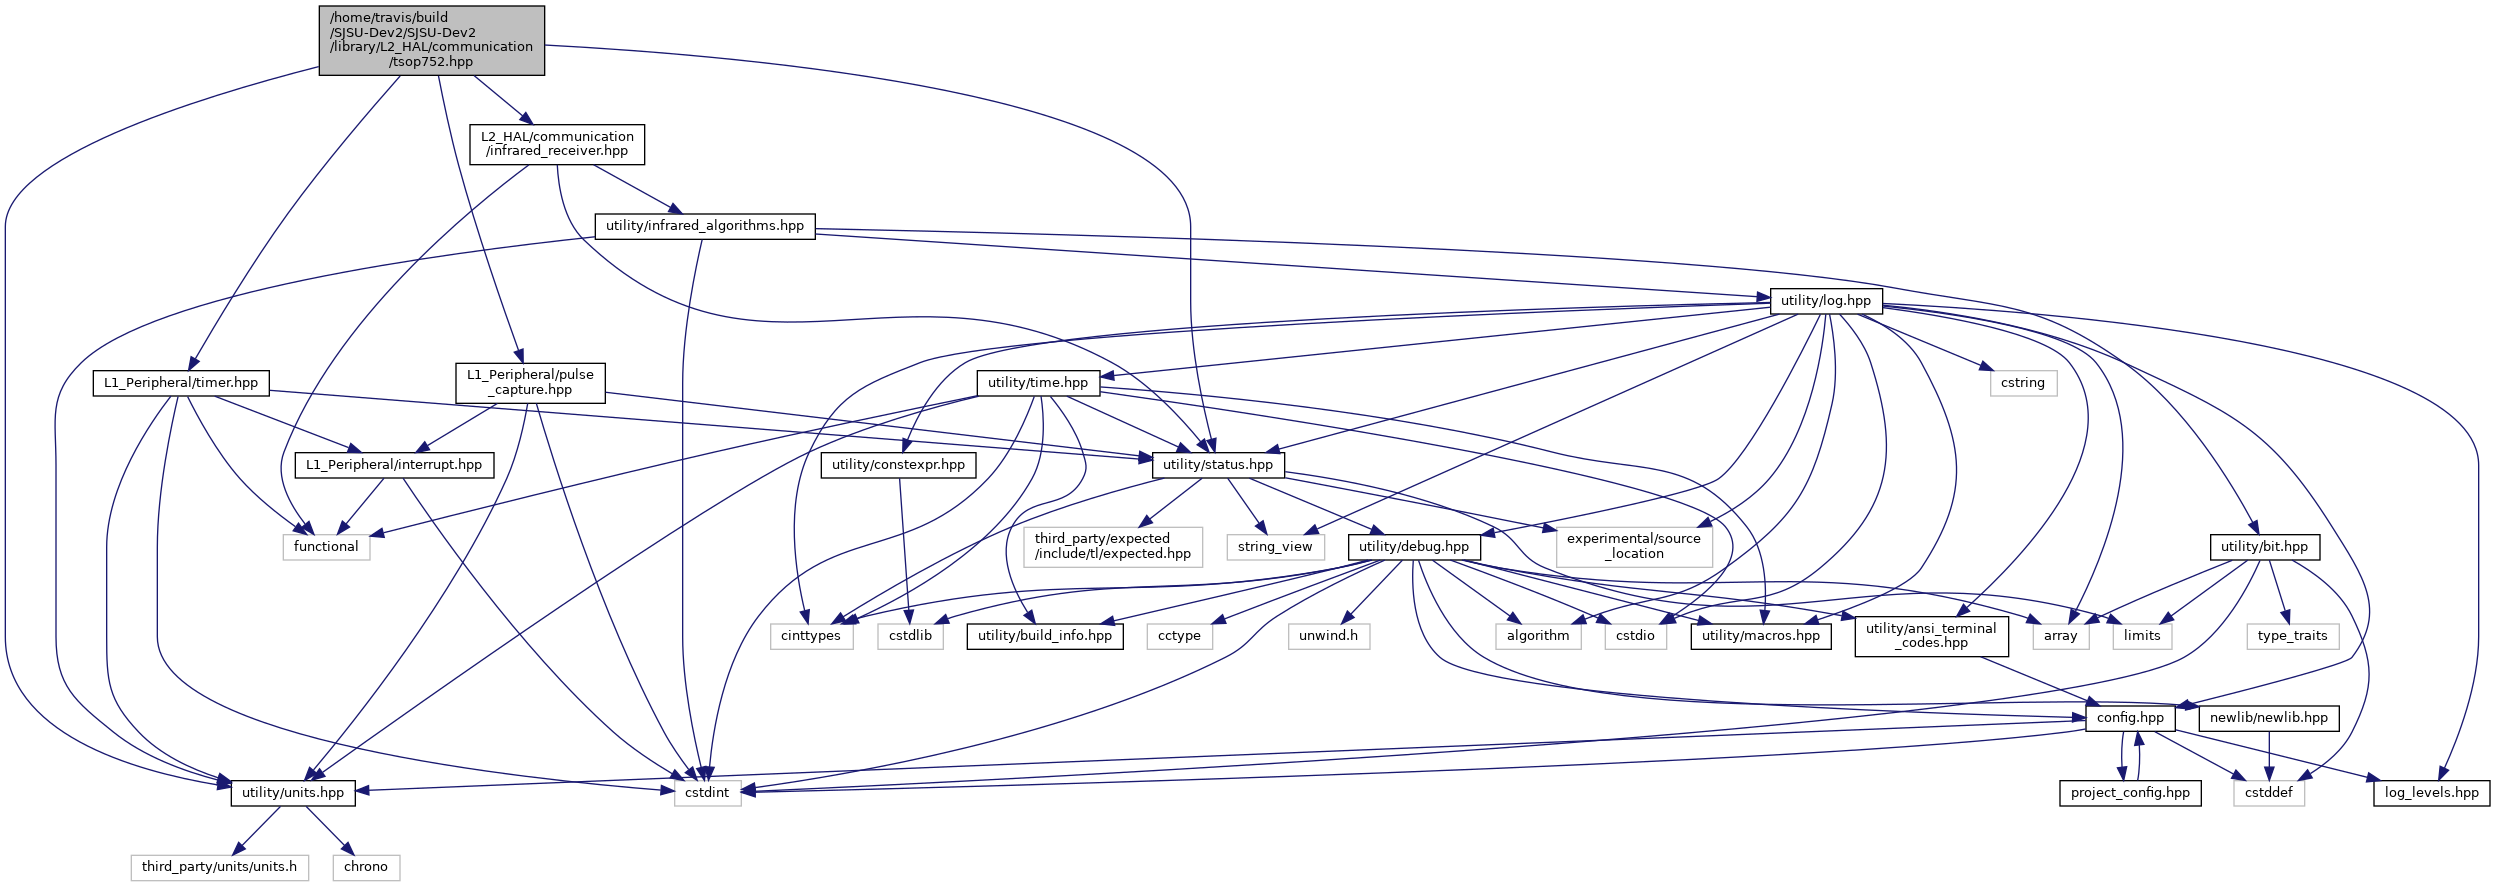 /home/travis/build
/SJSU-Dev2/SJSU-Dev2
/library/L2_HAL/communication
/tsop752.hpp
L2_HAL/communication
/infrared_receiver.hpp
utility/infrared_algorithms.hpp
utility/log.hpp
L1_Peripheral/timer.hpp
L1_Peripheral/pulse
_capture.hpp
utility/time.hpp
cstring
L1_Peripheral/interrupt.hpp
utility/constexpr.hpp
utility/status.hpp
functional
third_party/expected
/include/tl/expected.hpp
string_view
utility/debug.hpp
experimental/source
_location
utility/bit.hpp
cinttypes
cstdlib
utility/build_info.hpp
cctype
unwind.h
algorithm
cstdio
utility/macros.hpp
utility/ansi_terminal
_codes.hpp
array
limits
type_traits
config.hpp
newlib/newlib.hpp
utility/units.hpp
cstdint
project_config.hpp
cstddef
log_levels.hpp
third_party/units/units.h
chrono